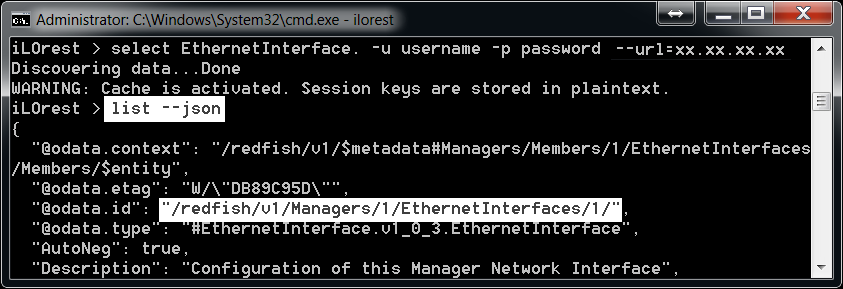 Administrator: C:\Windows\System32\cmd.exe - ilorest
iLOrest > select EthernetInterface. -u username -p password --url=xx.xx.xx.xx
Discovering data...Done
WARNING: Cache is activated. Session keys are stored in plaintext.
iLOrest > list --json
{
"@odata.context": "/redfish/v1/$metadata#Managers/Members/1/EthernetInterfaces
/Members/$entity",
"@odata.etag": "W/\"DB89C95D\"",
"@odata.id": "/redfish/v1/Managers/1/EthernetInterfaces/1/",
"@odata.type": "#EthernetInterface.v1_0_3.EthernetInterface",
"AutoNeg": true,
"Description": "Configuration of this Manager Network Interface",